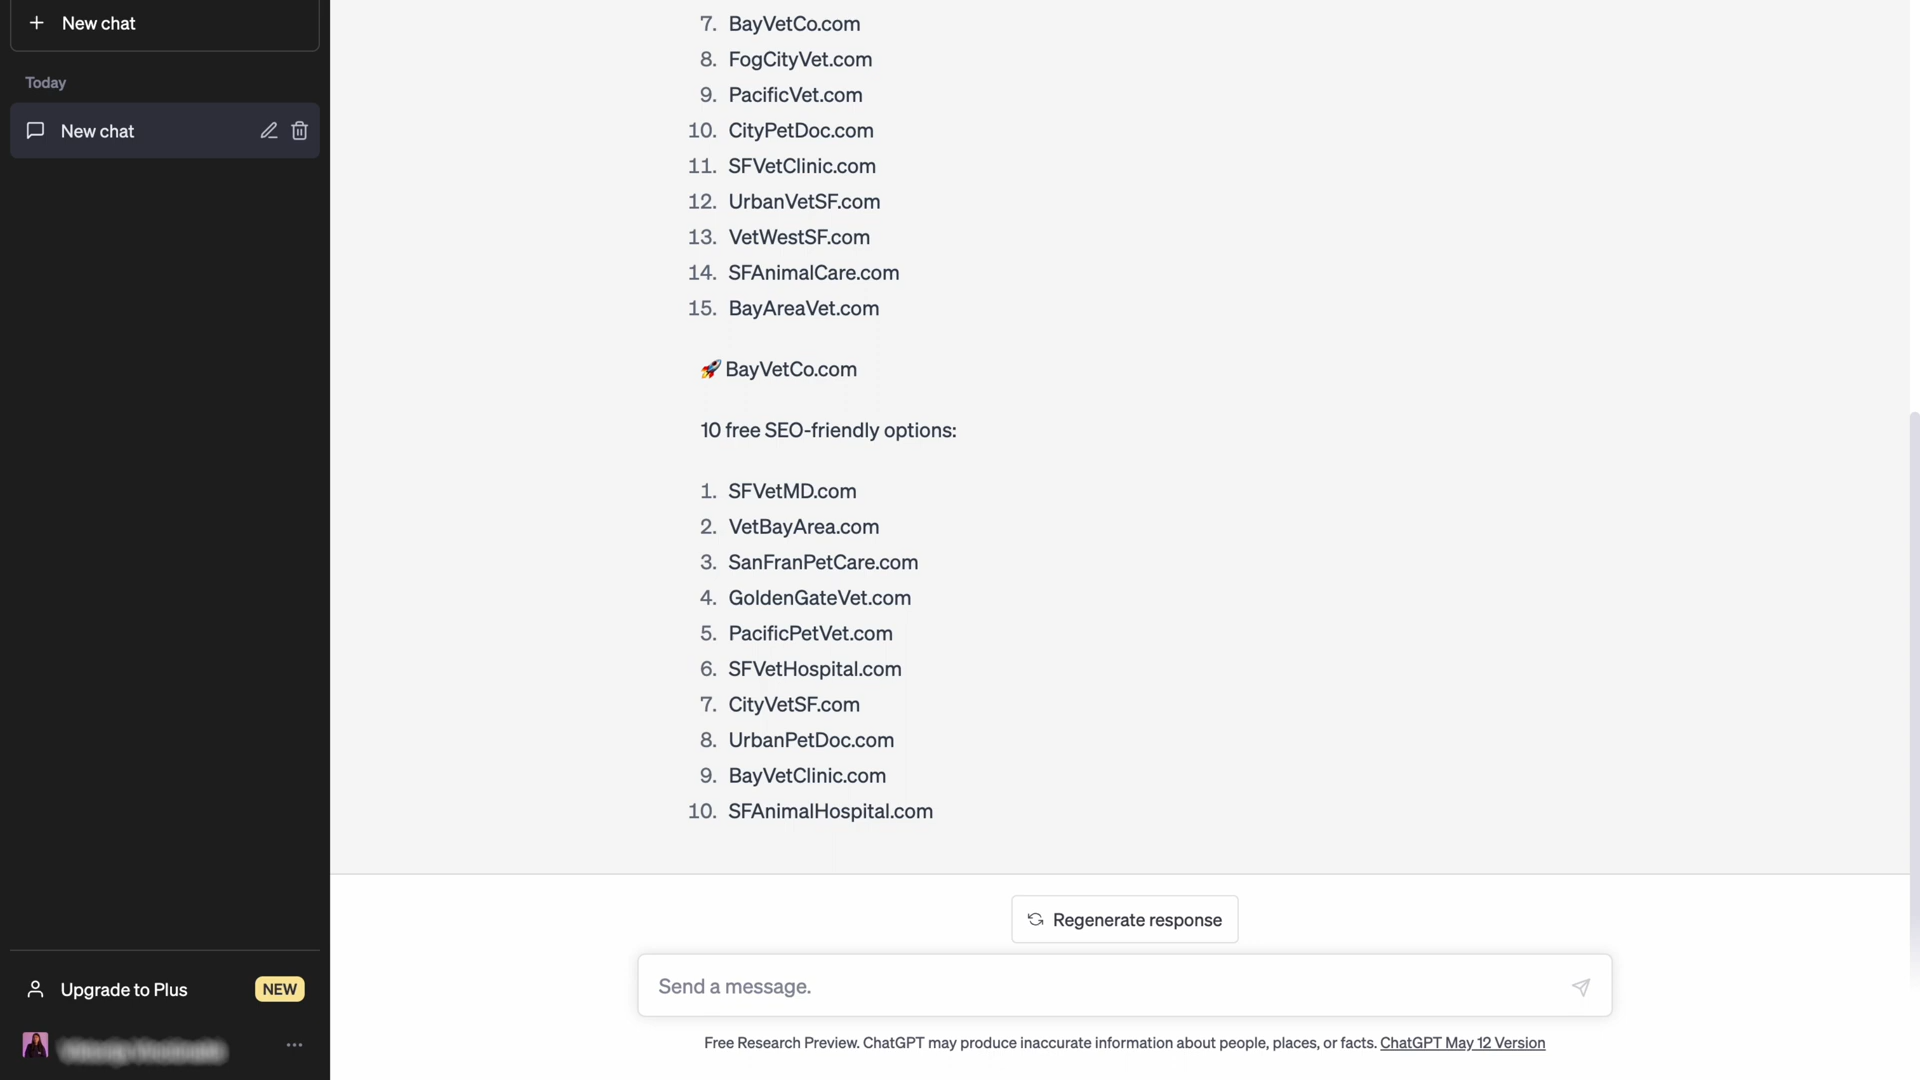 New chat
Today
New chat
7. BayVetCo.com
8. FogCityVet.com
9. PacificVet.com
10. CityPetDoc.com
11. SFVetClinic.com
12. UrbanVetSF.com
13. VetWestSF.com
14. SFAnimalCare.com
15. BayAreaVet.com
🚀 BayVetCo.com
10 free SEO-friendly options:
1. SFVetMD.com
2. VetBayArea.com
3. SanFranPetCare.com
4. GoldenGateVet.com
5. PacificPetVet.com
6. SFVetHospital.com
7. CityVetSF.com
8. UrbanPetDoc.com
9. BayVetClinic.com
10. SFAnimalHospital.com
Regenerate response
Send a message.
Free Research Preview. ChatGPT may produce inaccurate information about people, places, or facts. ChatGPT May 12 Version
Upgrade to Plus NEW